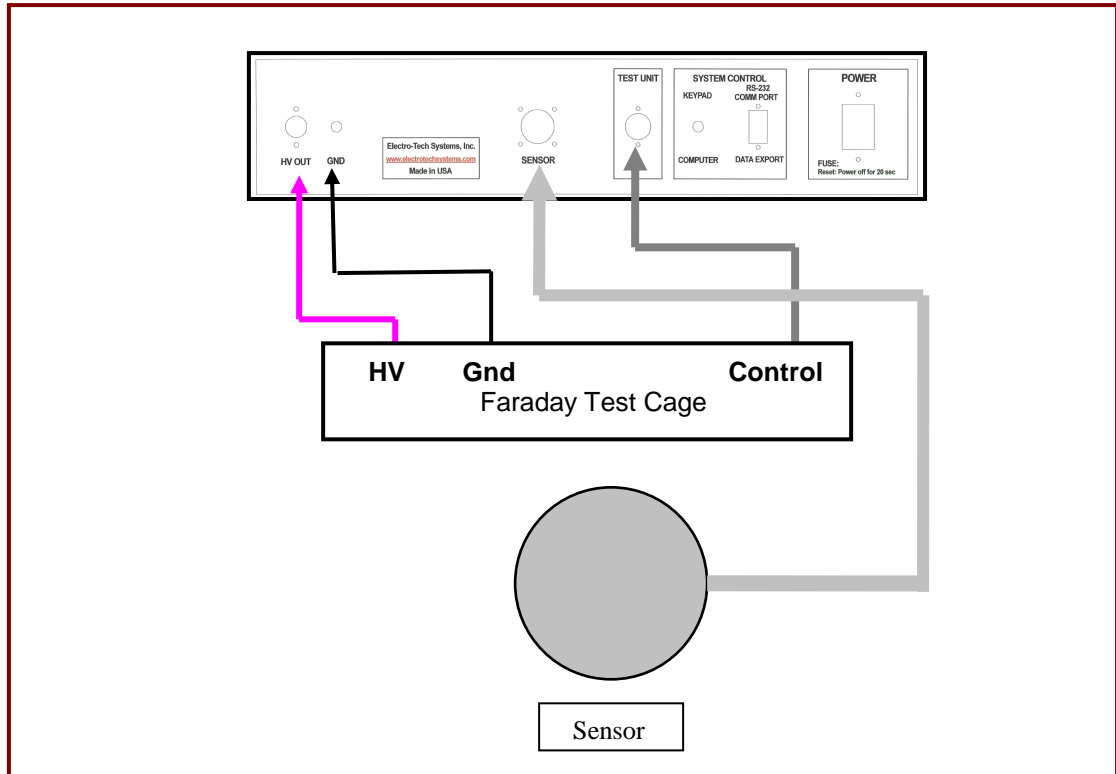 TEST UNIT
SYSTEM CONTROL
KEYPAD
RS-232
COMM PORT
POWER
HV OUT
GND
Electro-Tech Systems, Inc.
www.electrotechsystems.com
Made in USA
SENSOR
COMPUTER
DATA EXPORT
FUSE:
Reset: Power off for 20 sec
HV
Gnd
Control
Faraday Test Cage
Sensor